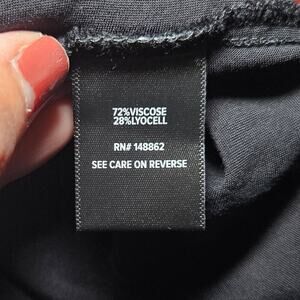 72%VISCOSE
28%LYOCELL
RN# 148862
SEE CARE ON REVERSE